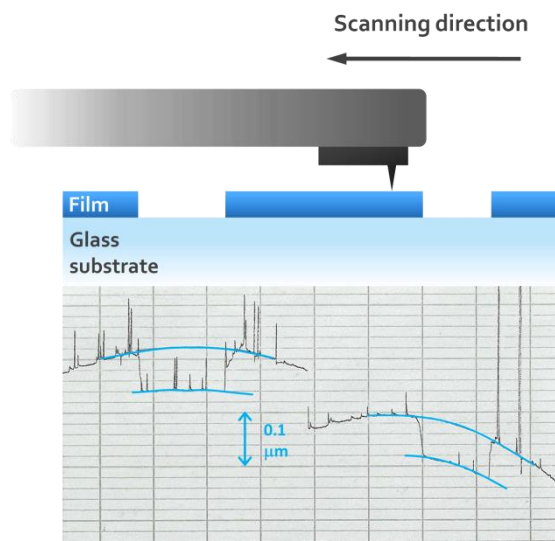 Scanning direction
Film
Glass
substrate
0.1
μm